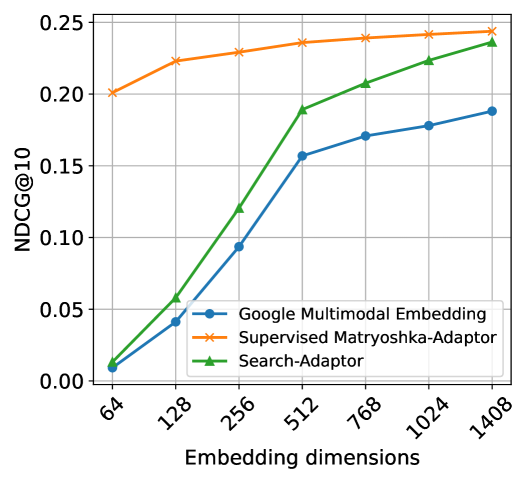 NDCG@10
0.25
0.20
0.15
0.10
0.05
0.00
Google Multimodal Embedding
Supervised Matryoshka-Adaptor
Search-Adaptor
64
128
256
512
768
1024
1408
Embedding dimensions